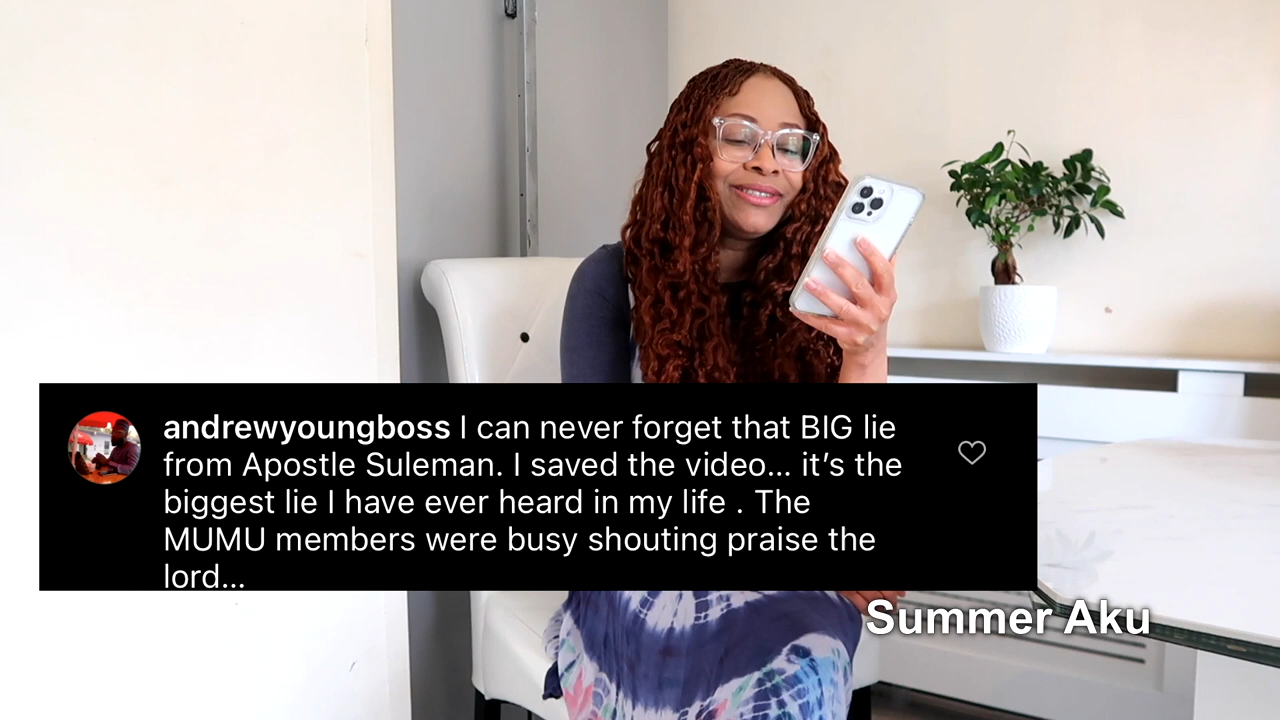 andrewyoungboss I can never forget that BIG lie
from Apostle Suleman. I saved the video... it’s the
biggest lie I have ever heard in my life . The
MUMU members were busy shouting praise the
lord...
Summer Aku